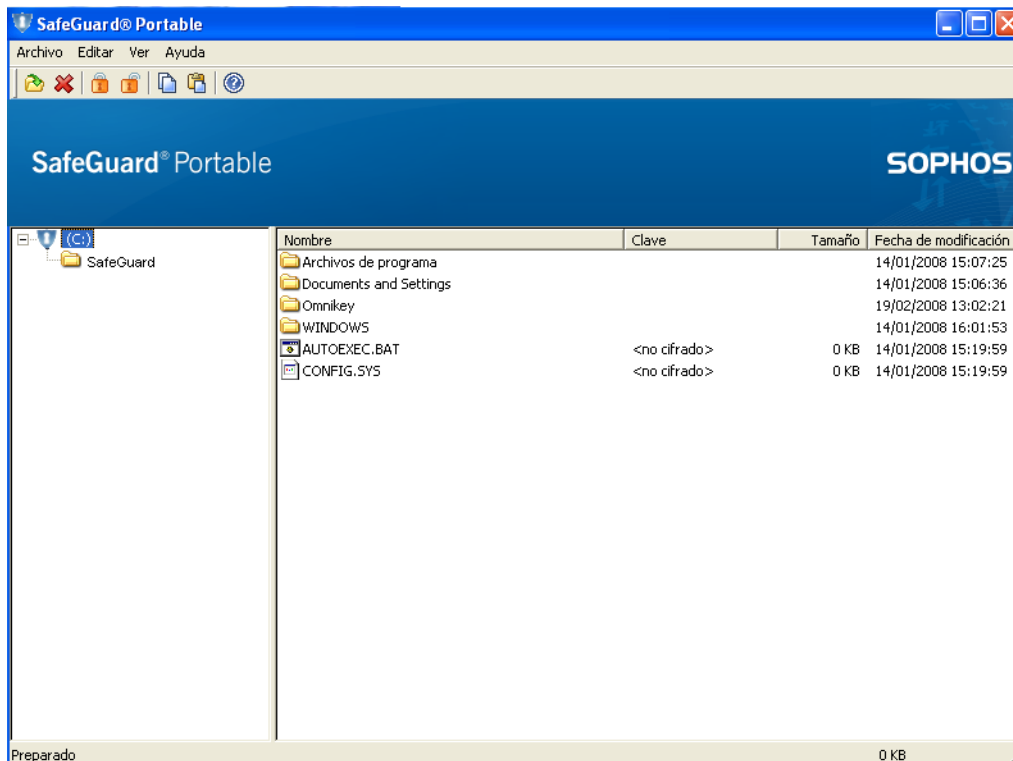 SafeGuard® Portable
Archivo Editar Ver Ayuda
SafeGuard® Portable
SOPHOS
(C:)
SafeGuard
Nombre Clave Tamaño Fecha de modificación
Archivos de programa 14/01/2008 15:07:25
Documents and Settings 14/01/2008 15:06:36
Omnikey 19/02/2008 13:02:21
WINDOWS 14/01/2008 16:01:53
AUTOEXEC.BAT <no cifrado> 0 KB 14/01/2008 15:19:59
CONFIG.SYS <no cifrado> 0 KB 14/01/2008 15:19:59
Preparado 0 KB